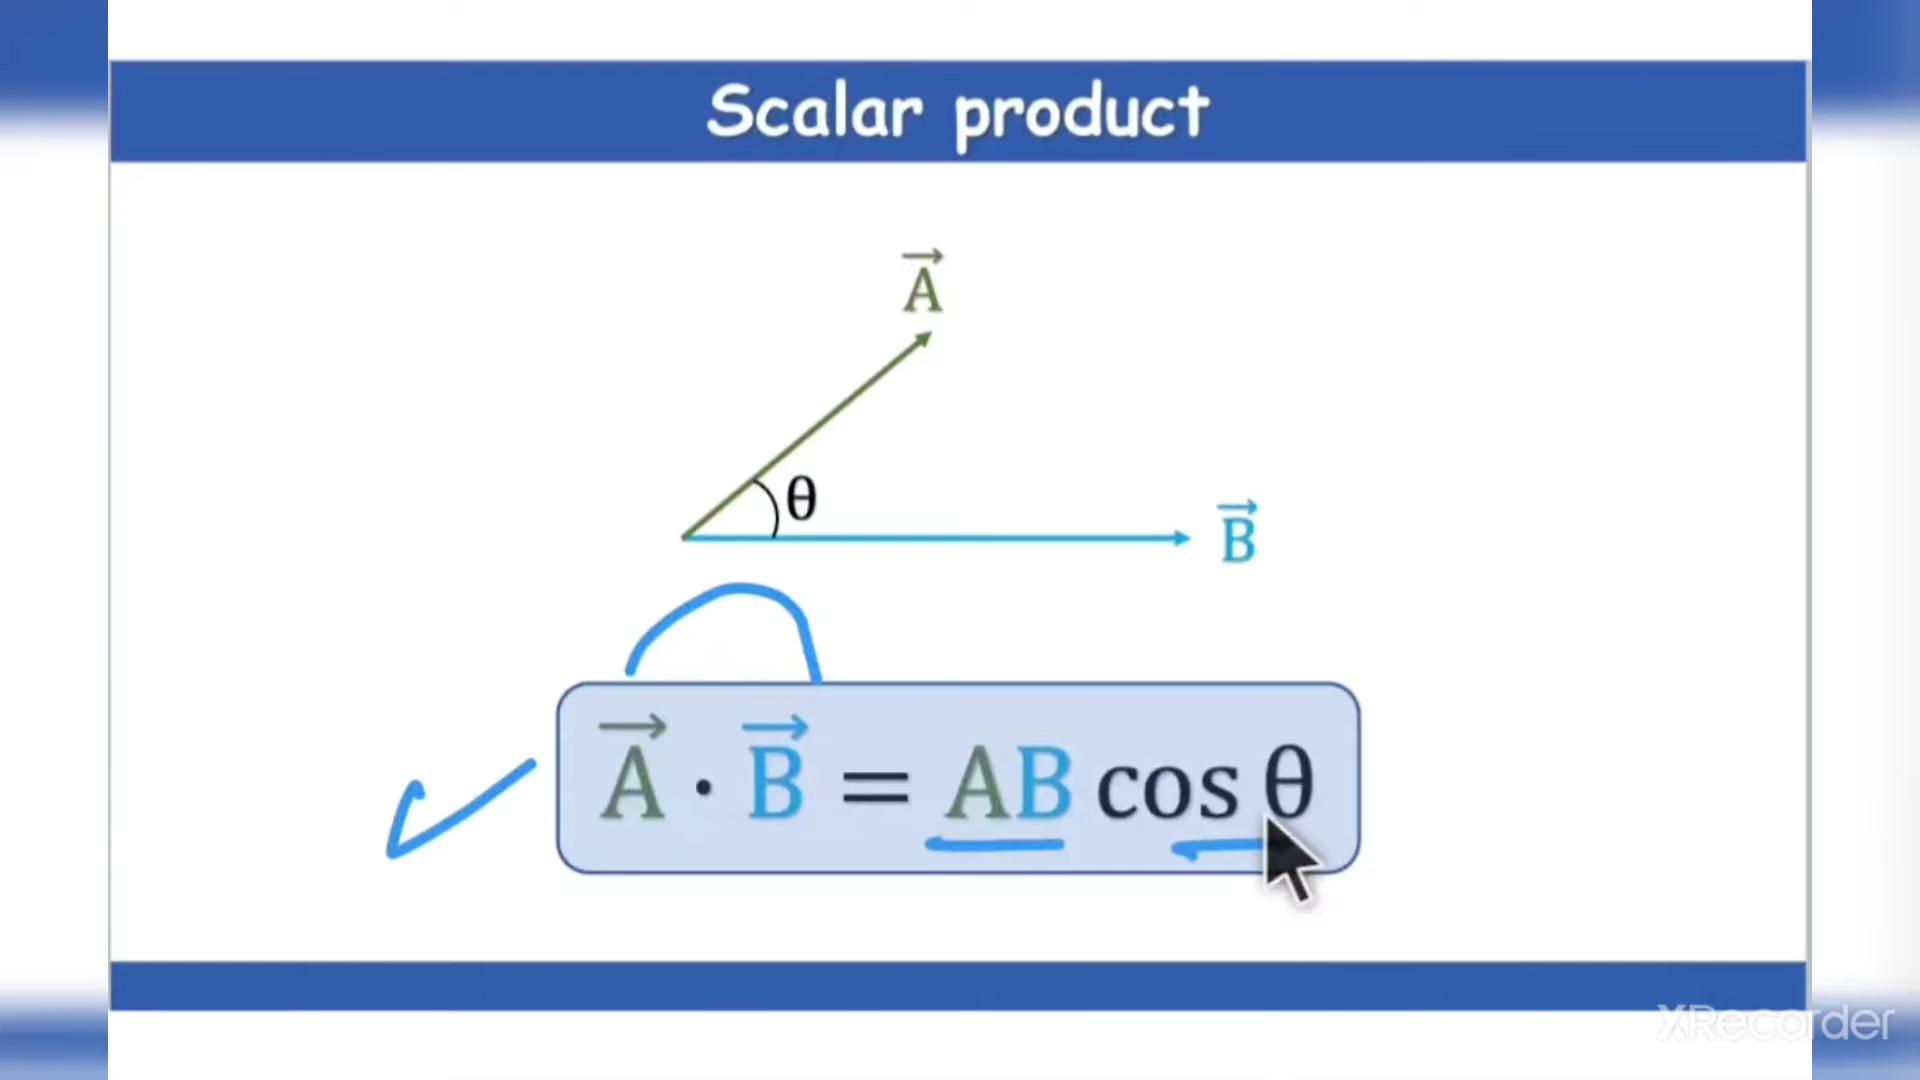 Scalar product
A⃗
θ
B⃗
A⃗ · B⃗ = AB cos θ
XRecorder